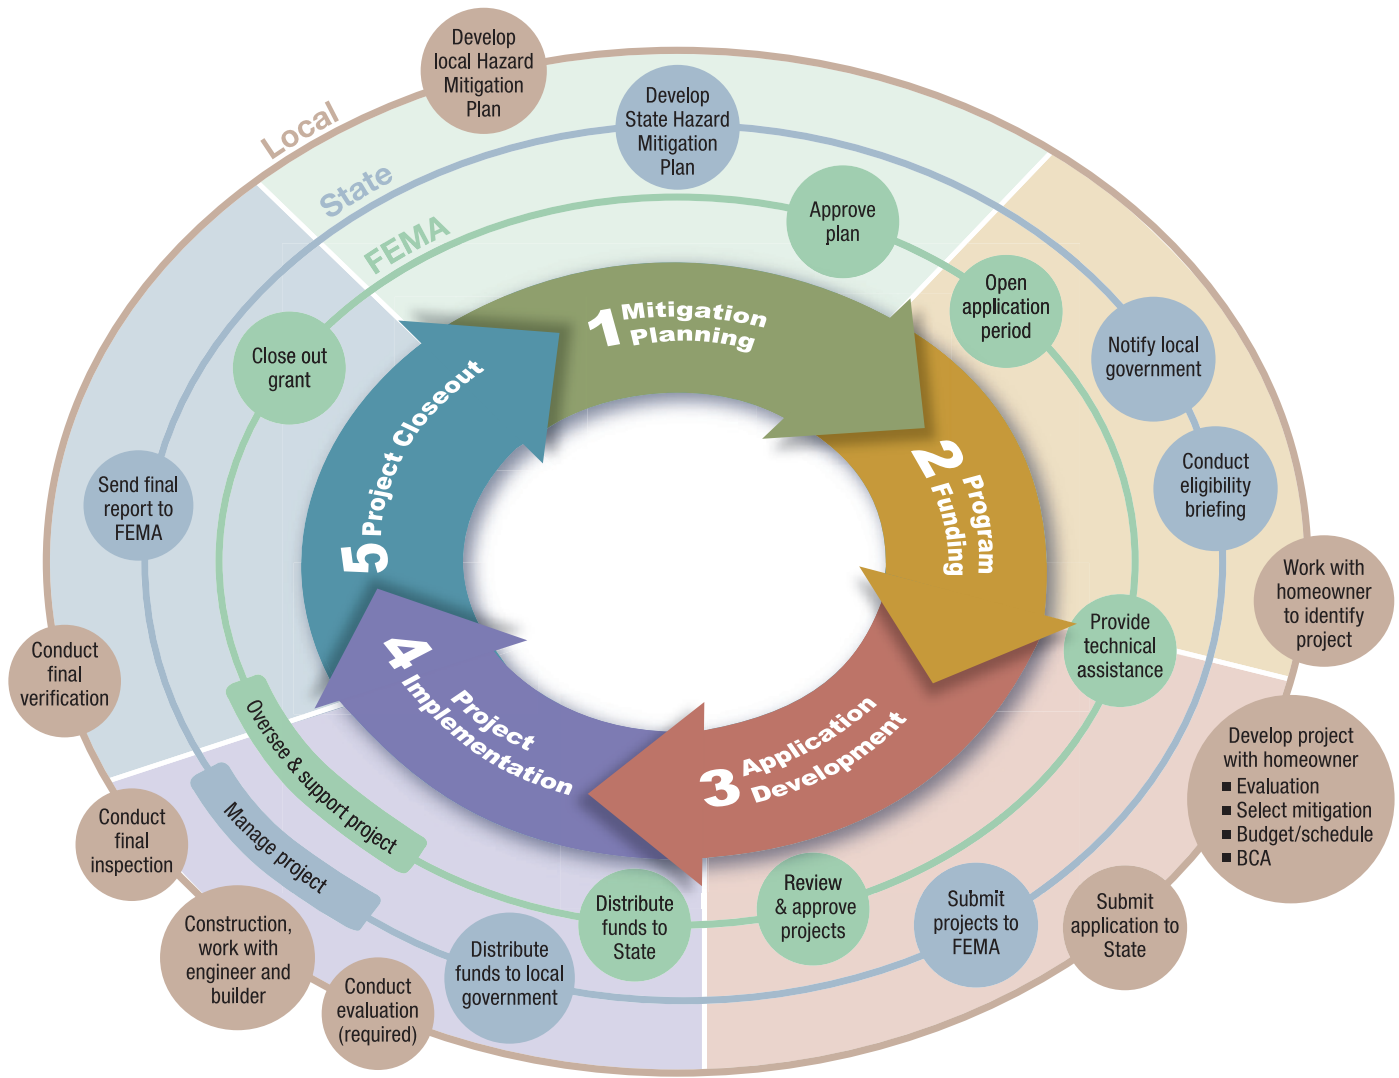 Local
State
FEMA
Develop
local Hazard
Mitigation
Plan
Develop
State Hazard
Mitigation
Plan
Approve
plan
1 Mitigation
Planning
Open
application
period
Notify local
government
Conduct
eligibility
briefing
Work with
homeowner
to identify
project
Provide
technical
assistance
2 Program
Funding
Develop project
with homeowner
■ Evaluation
■ Select mitigation
■ Budget/schedule
■ BCA
Submit
application to
State
Submit
projects to
FEMA
Review
& approve
projects
3 Application
Development
Distribute
funds to
State
Distribute
funds to local
government
Conduct
evaluation
(required)
Construction,
work with
engineer and
builder
Conduct
final
inspection
Manage project
Oversee & support project
4 Project
Implementation
Conduct
final
verification
Send final
report to
FEMA
Close out
grant
5 Project Closeout